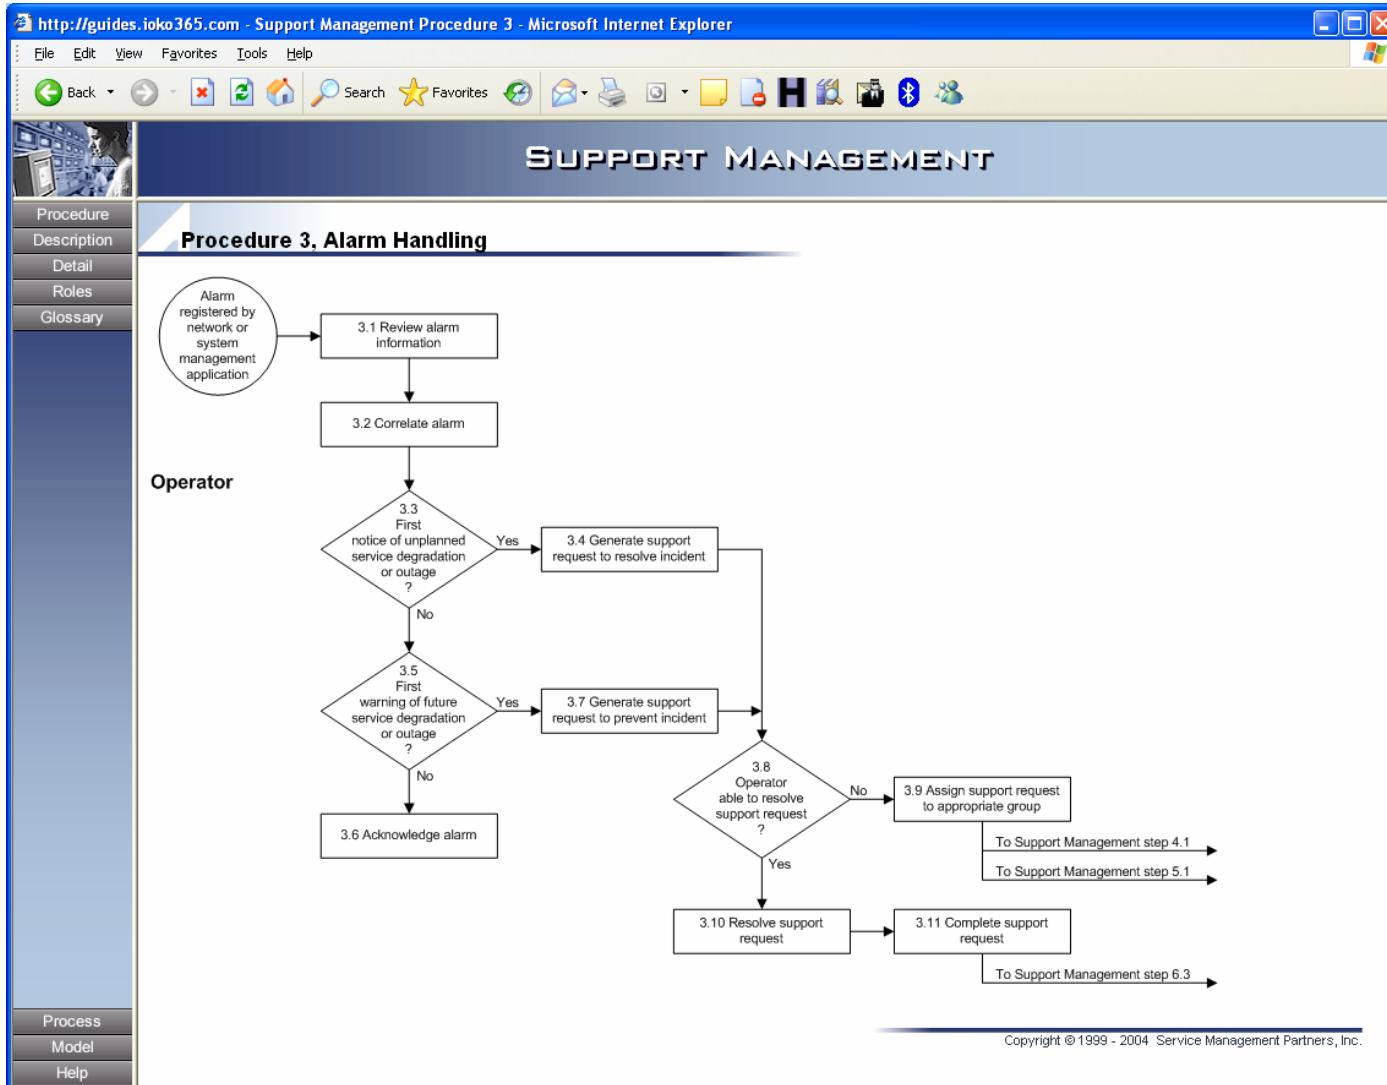 http://guides.ioko365.com - Support Management Procedure 3 - Microsoft Internet Explorer
File Edit View Favorites Tools Help
Back Search Favorites
SUPPORT MANAGEMENT
Procedure
Description
Detail
Roles
Glossary
Procedure 3, Alarm Handling
Alarm
registered by
network or
system
management
application
3.1 Review alarm
information
3.2 Correlate alarm
Operator
3.3
First
notice of unplanned
service degradation
or outage
?
Yes
3.4 Generate support
request to resolve incident
No
3.5
First
warning of future
service degradation
or outage
?
Yes
3.7 Generate support
request to prevent incident
No
3.6 Acknowledge alarm
3.8
Operator
able to resolve
support request
?
No
3.9 Assign support request
to appropriate group
To Support Management step 4.1
To Support Management step 5.1
Yes
3.10 Resolve support
request
3.11 Complete support
request
To Support Management step 6.3
Process
Model
Help
Copyright © 1999 - 2004 Service Management Partners, Inc.